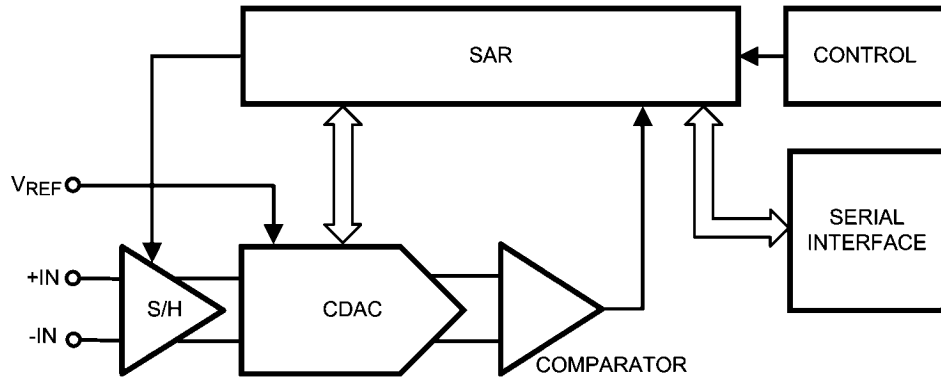 SAR
CONTROL
VREF
SERIAL
INTERFACE
+IN
S/H
CDAC
-IN
COMPARATOR